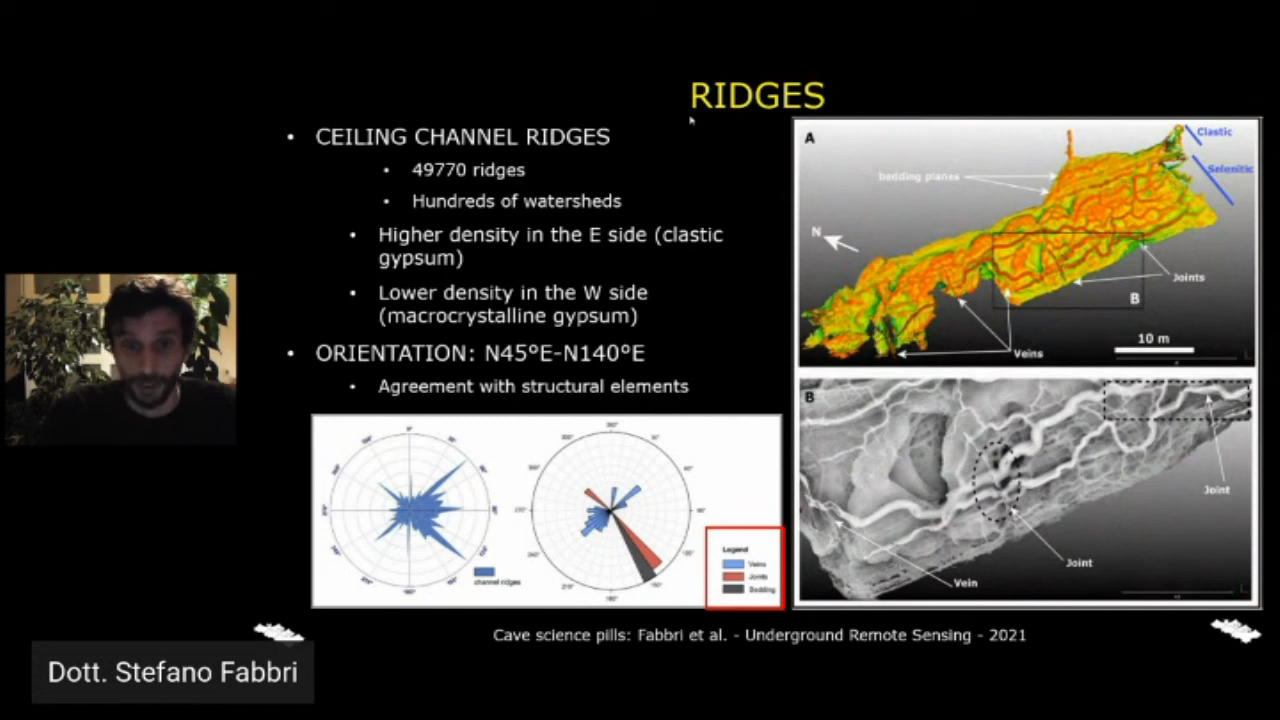 RIDGES
• CEILING CHANNEL RIDGES
• 49770 ridges
• Hundreds of watersheds
• Higher density in the E side (clastic
gypsum)
• Lower density in the W side
(macrocrystalline gypsum)
• ORIENTATION: N45°E-N140°E
• Agreement with structural elements
channel ridges
Legend
Veins
Joints
Bedding
A
Clastic
Selenitic
bedding planes
N
Joints
B
10 m
Veins
B
Joint
Joint
Vein
Cave science pills: Fabbri et al. - Underground Remote Sensing - 2021
Dott. Stefano Fabbri